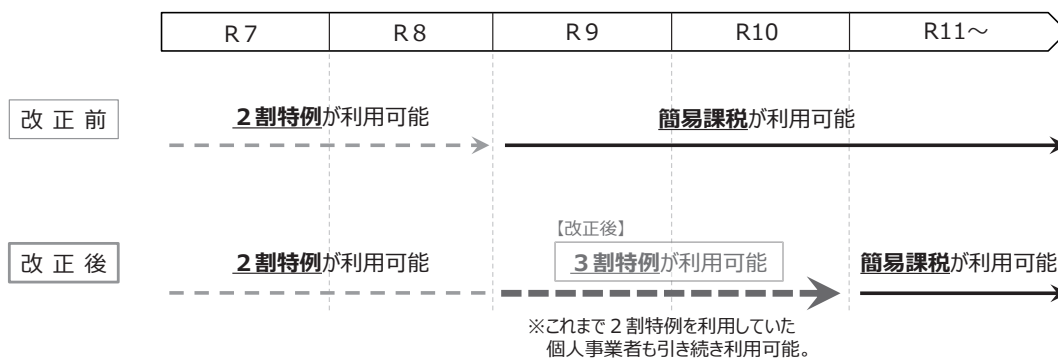 R7 R8 R9 R10 R11～
改正前
２割特例が利用可能 簡易課税が利用可能
【改正後】
改正後
２割特例が利用可能 ３割特例が利用可能 簡易課税が利用可能
※これまで２割特例を利用していた
個人事業者も引き続き利用可能。